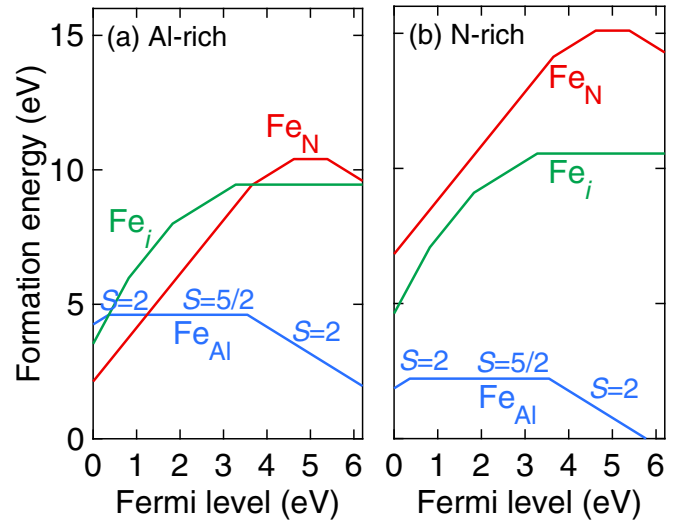 Formation energy (eV)
15
10
5
0
(a) Al-rich
Fe_N
Fe_i
S=2
S=5/2
Fe_Al
S=2
0 1 2 3 4 5 6
Fermi level (eV)
(b) N-rich
Fe_N
Fe_i
S=2
S=5/2
Fe_Al
S=2
0 1 2 3 4 5 6
Fermi level (eV)